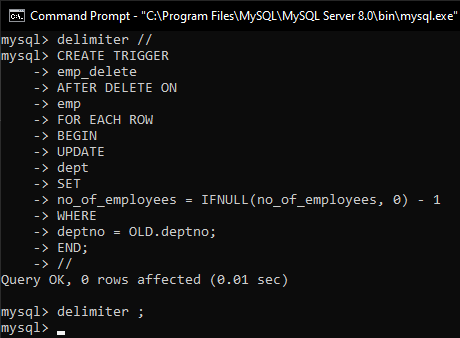 Command Prompt - "C:\Program Files\MySQL\MySQL Server 8.0\bin\mysql.exe"
mysql> delimiter //
mysql> CREATE TRIGGER
    -> emp_delete
    -> AFTER DELETE ON
    -> emp
    -> FOR EACH ROW
    -> BEGIN
    -> UPDATE
    -> dept
    -> SET
    -> no_of_employees = IFNULL(no_of_employees, 0) - 1
    -> WHERE
    -> deptno = OLD.deptno;
    -> END;
    -> //
Query OK, 0 rows affected (0.01 sec)
mysql> delimiter ;
mysql>